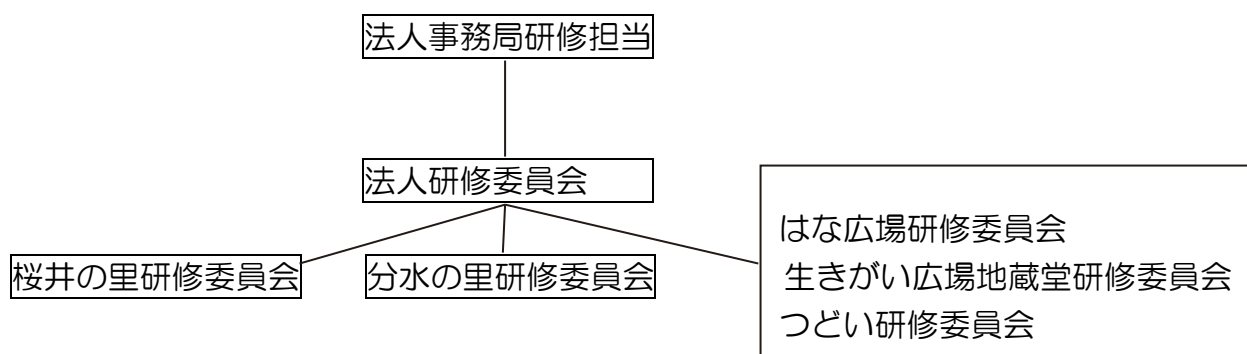 法人事務局研修担当
法人研修委員会
桜井の里研修委員会
分水の里研修委員会
はな広場研修委員会
生きがい広場地蔵堂研修委員会
つどい研修委員会